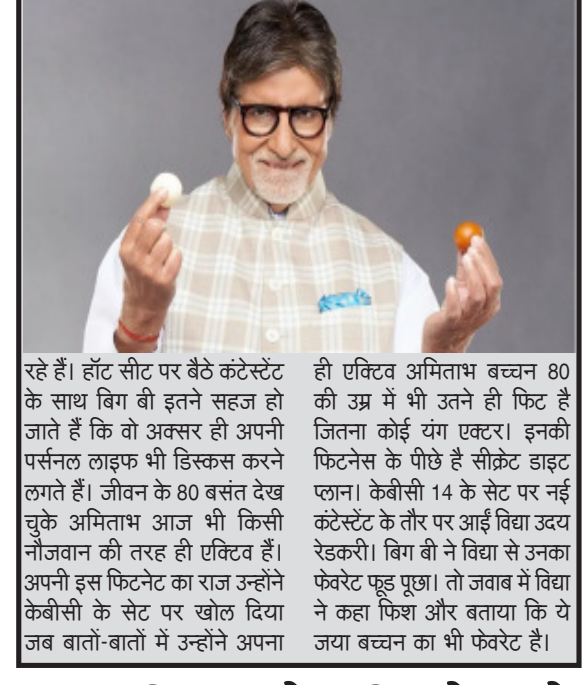 रहे हैं। हॉट सीट पर बैठे कंटेस्टेंट
के साथ बिग बी इतने सहज हो
जाते हैं कि वो अक्सर ही अपनी
पर्सनल लाइफ भी डिस्कस करने
लगते हैं। जीवन के 80 बसंत देख
चुके अमिताभ आज भी किसी
नौजवान की तरह ही एक्टिव हैं।
अपनी इस फिटनेट का राज उन्होंने
केबीसी के सेट पर खोल दिया
जब बातों-बातों में उन्होंने अपना
ही एक्टिव अमिताभ बच्चन 80
की उम्र में भी उतने ही फिट है
जितना कोई यंग एक्टर। इनकी
फिटनेस के पीछे है सीक्रेट डाइट
प्लान। केबीसी 14 के सेट पर नई
कंटेस्टेंट के तौर पर आईं विद्या उदय
रेडकरी। बिग बी ने विद्या से उनका
फेवरेट फूड पूछा। तो जवाब में विद्या
ने कहा फिश और बताया कि ये
जया बच्चन का भी फेवरेट है।